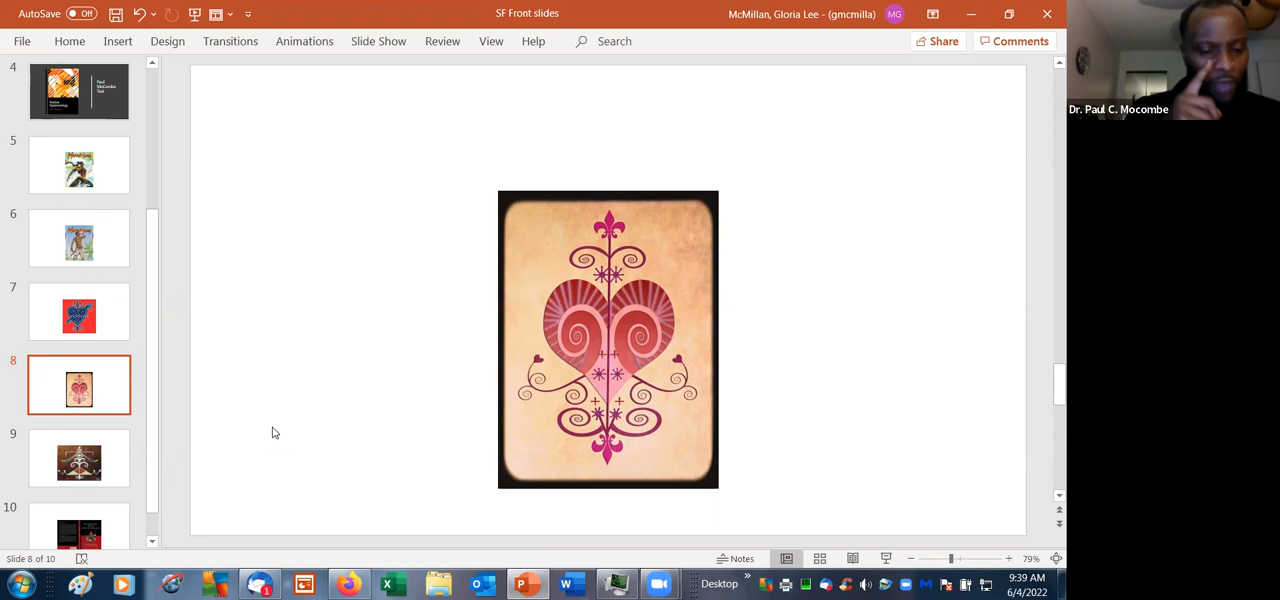 AutoSave Off SF Front slides McMillan, Gloria Lee - (gmcmilla) MG
File Home Insert Design Transitions Animations Slide Show Review View Help Search Share Comments
Dr. Paul C. Mocombe
4
5
6
7
8
9
10
Slide 8 of 10 Notes 79%
Desktop » 9:39 AM
6/4/2022